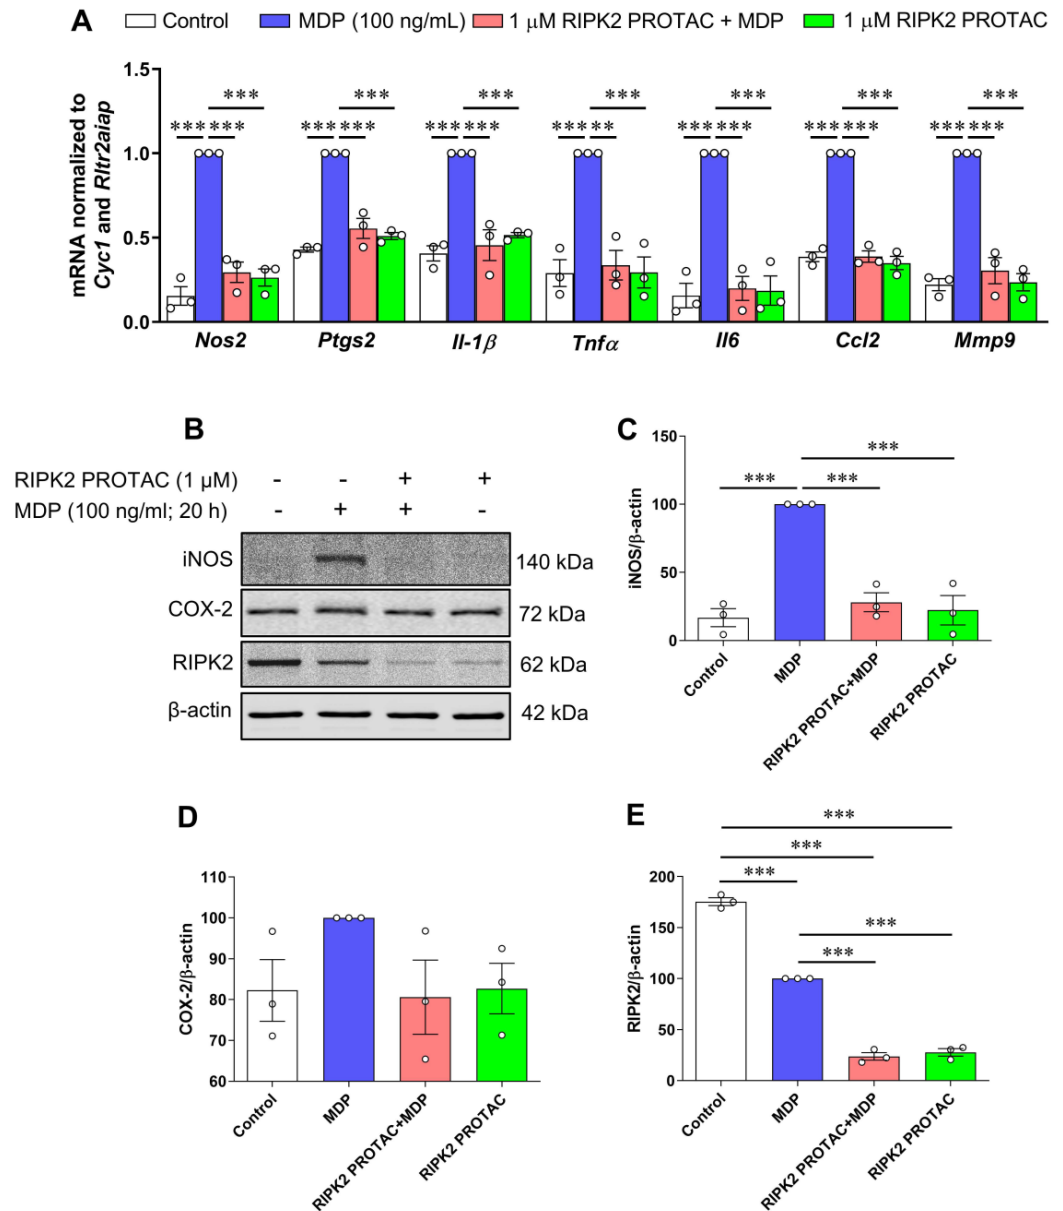 A
Control MDP (100 ng/mL) 1 μM RIPK2 PROTAC + MDP 1 μM RIPK2 PROTAC
mRNA normalized to
Cyc1 and Rltr2aiap
1.5
1.0
0.5
0.0
*** *** *** *** *** *** ***
*** *** *** *** *** *** *** ** *** *** *** *** *** ***
Nos2 Ptgs2 Il-1β Tnfα Il6 Ccl2 Mmp9
B
RIPK2 PROTAC (1 μM) - - + +
MDP (100 ng/ml; 20 h) - + + -
iNOS 140 kDa
COX-2 72 kDa
RIPK2 62 kDa
β-actin 42 kDa
C
iNOS/β-actin
150
100
50
0
***
*** ***
Control
MDP
RIPK2 PROTAC+MDP
RIPK2 PROTAC
D
COX-2/β-actin
110
100
90
80
70
60
Control
MDP
RIPK2 PROTAC+MDP
RIPK2 PROTAC
E
RIPK2/β-actin
200
150
100
50
0
***
***
***
***
***
Control
MDP
RIPK2 PROTAC+MDP
RIPK2 PROTAC